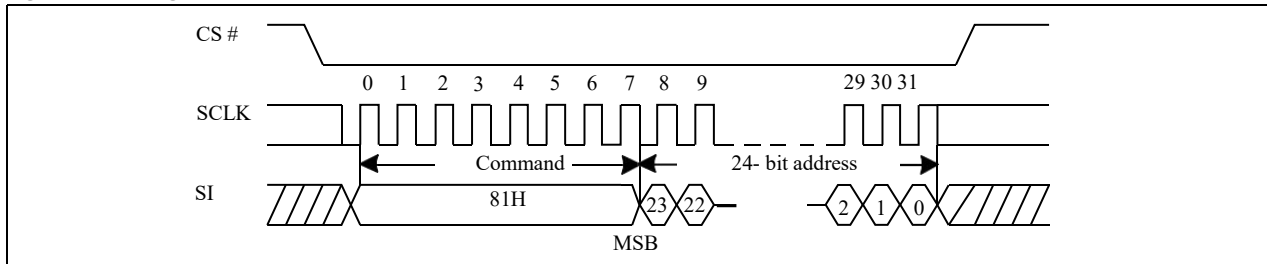 CS #
0 1 2 3 4 5 6 7 8 9 29 30 31
SCLK
Command 24- bit address
SI 81H 23 22 2 1 0
MSB